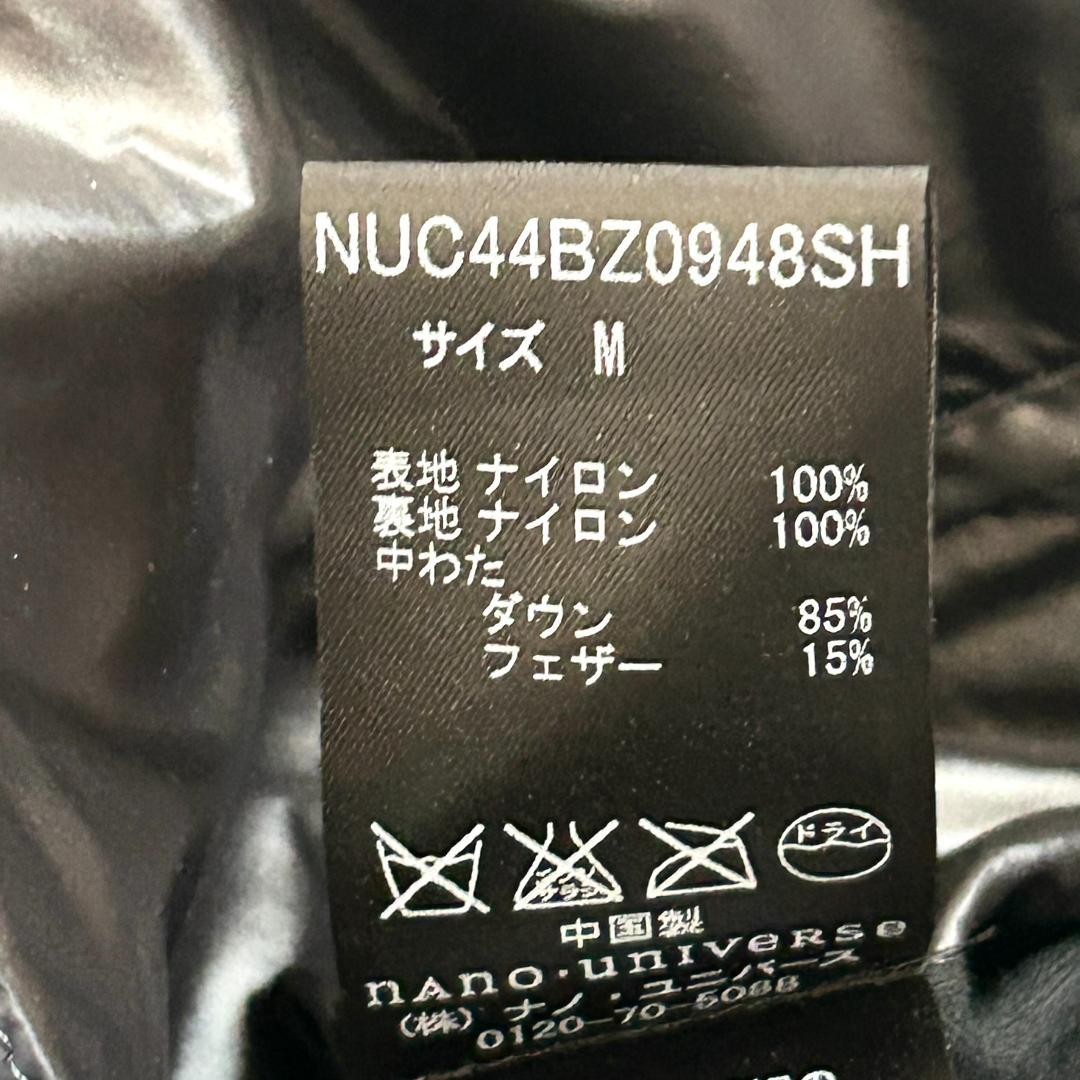 NUC44BZ0948SH
サイズ M
表地 ナイロン 100%
裏地 ナイロン 100%
中わた
ダウン 85%
フェザー 15%
ドライ
中国製
nano・universe
(株) ナノ・ユニバース
0120-70-5088